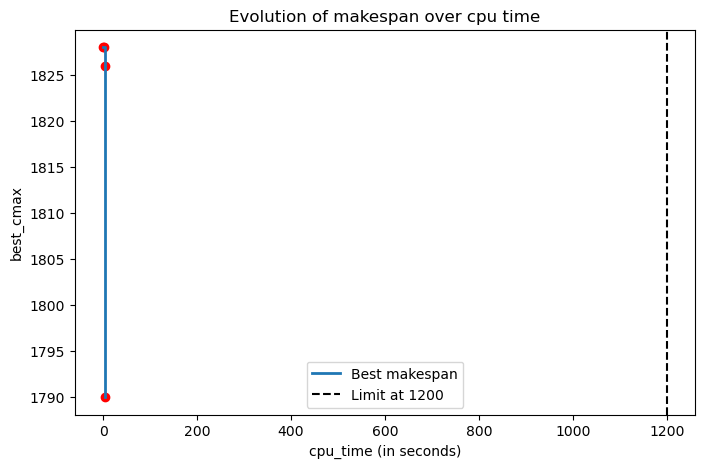 Evolution of makespan over cpu time
best_cmax
1825
1820
1815
1810
1805
1800
1795
1790
Best makespan
Limit at 1200
0 200 400 600 800 1000 1200
cpu_time (in seconds)